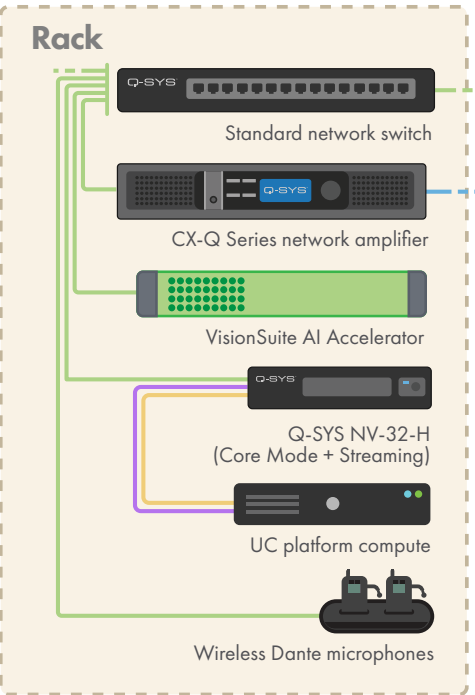 Rack
Q-SYS
Standard network switch
Q-SYS
CX-Q Series network amplifier
VisionSuite AI Accelerator
Q-SYS
Q-SYS NV-32-H
(Core Mode + Streaming)
UC platform compute
Wireless Dante microphones